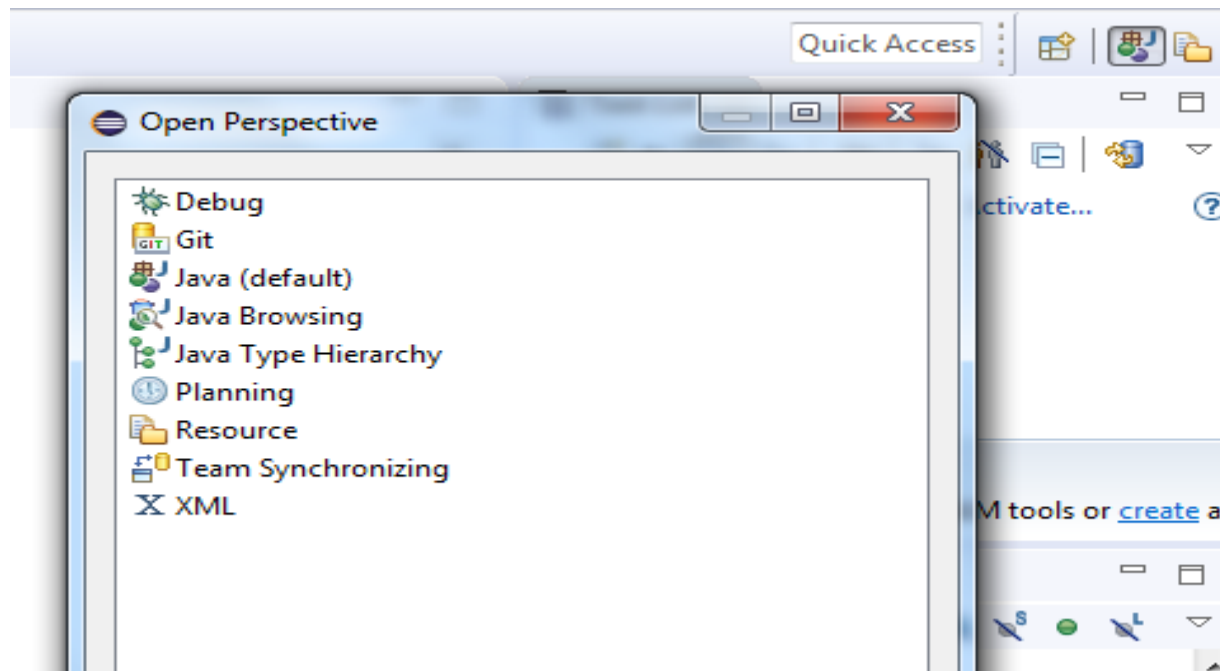 Quick Access
Open Perspective
ctivate...
Debug
GIT Git
Java (default)
Java Browsing
Java Type Hierarchy
Planning
Resource
Team Synchronizing
X XML
M tools or create a